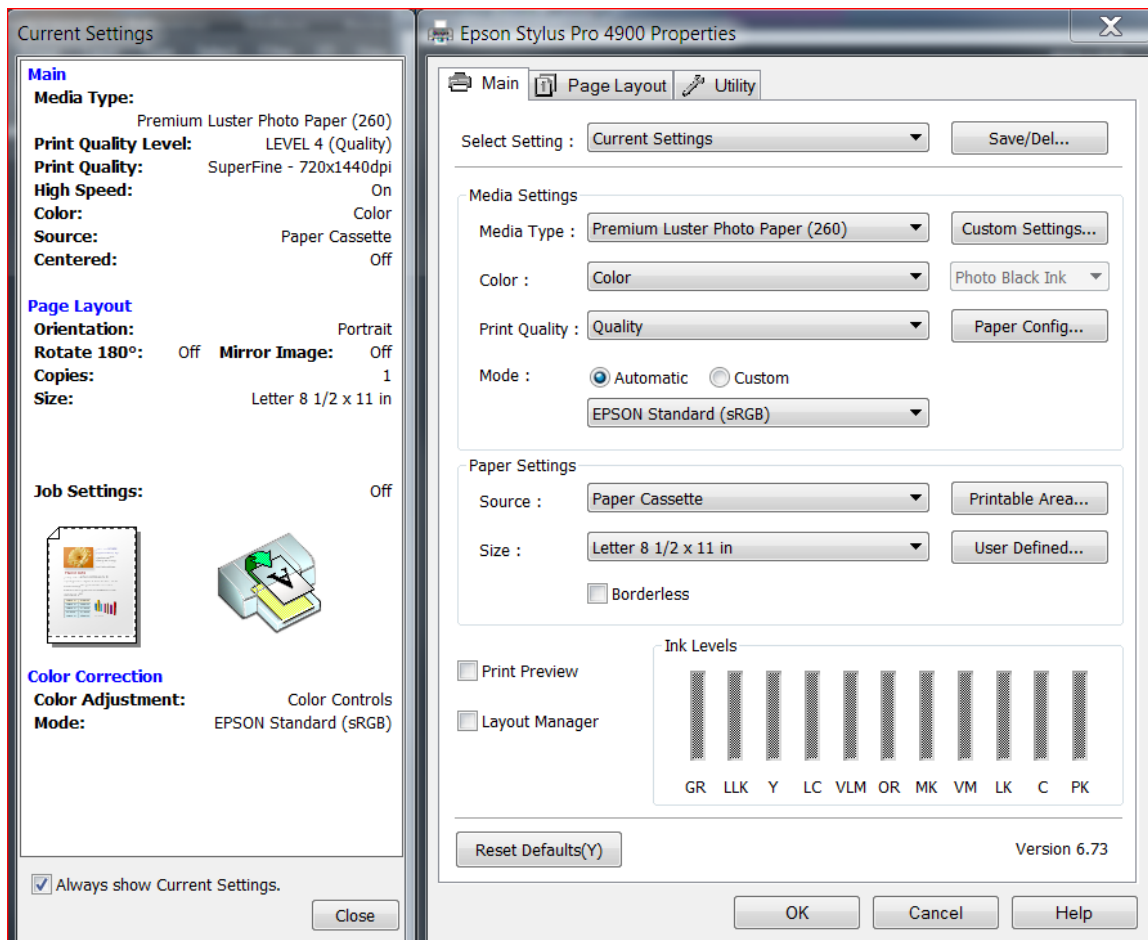 Current Settings
Main
Media Type:
Premium Luster Photo Paper (260)
Print Quality Level: LEVEL 4 (Quality)
Print Quality: SuperFine - 720x1440dpi
High Speed: On
Color: Color
Source: Paper Cassette
Centered: Off
Page Layout
Orientation: Portrait
Rotate 180°: Off Mirror Image: Off
Copies: 1
Size: Letter 8 1/2 x 11 in
Job Settings: Off
A
Color Correction
Color Adjustment: Color Controls
Mode: EPSON Standard (sRGB)
Always show Current Settings.
Close
Epson Stylus Pro 4900 Properties
Main Page Layout Utility
Select Setting : Current Settings Save/Del...
Media Settings
Media Type : Premium Luster Photo Paper (260) Custom Settings...
Color : Color Photo Black Ink
Print Quality : Quality Paper Config...
Mode : Automatic Custom
EPSON Standard (sRGB)
Paper Settings
Source : Paper Cassette Printable Area...
Size : Letter 8 1/2 x 11 in User Defined...
Borderless
Print Preview
Layout Manager
Ink Levels
GR LLK Y LC VLM OR MK VM LK C PK
Reset Defaults(Y) Version 6.73
OK Cancel Help